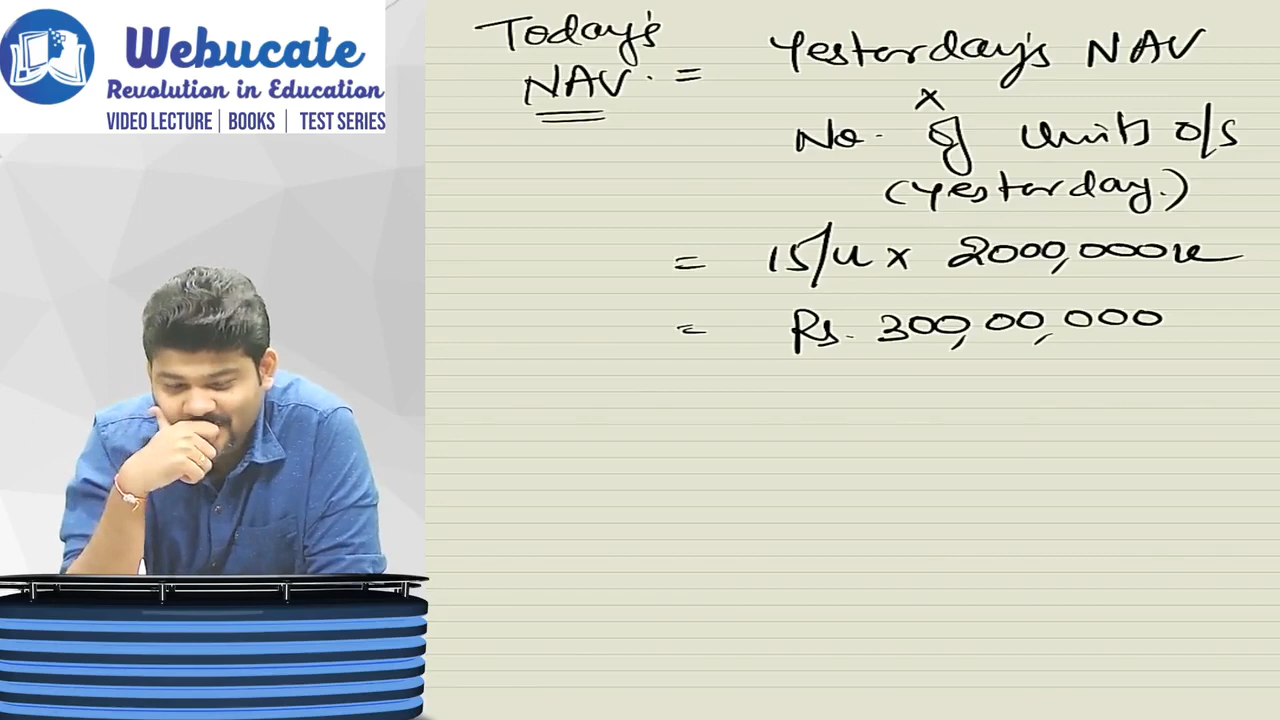 Webucate
Revolution in Education
VIDEO LECTURE | BOOKS | TEST SERIES
Today's
NAV. = Yesterday's NAV
x
No. of units o/s
(yesterday.)
= 15/u x 2000,000u
= Rs. 300,00,000